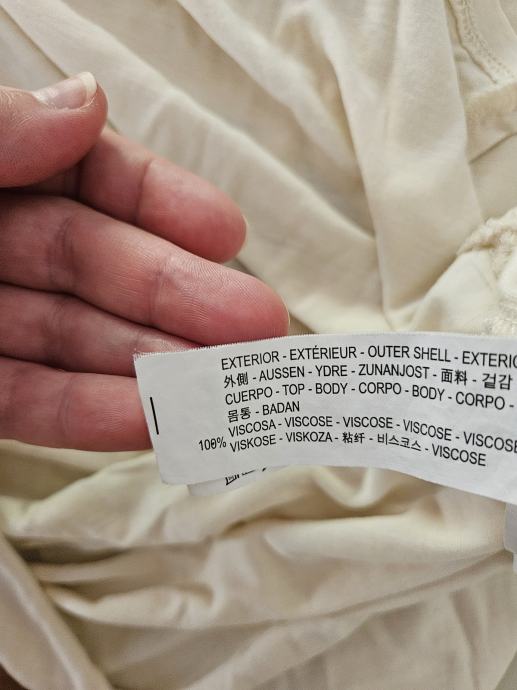 EXTERIOR - EXTÉRIEUR - OUTER SHELL - EXTERIO
外側 - AUSSEN - YDRE - ZUNANJOST - 面料 - 겉감
CUERPO - TOP - BODY - CORPO - BODY - CORPO -
몸통 - BADAN
VISCOSA - VISCOSE - VISCOSE - VISCOSE - VISCOSE
100% VISKOSE - VISKOZA - 粘纤 - 비스코스 - VISCOSE